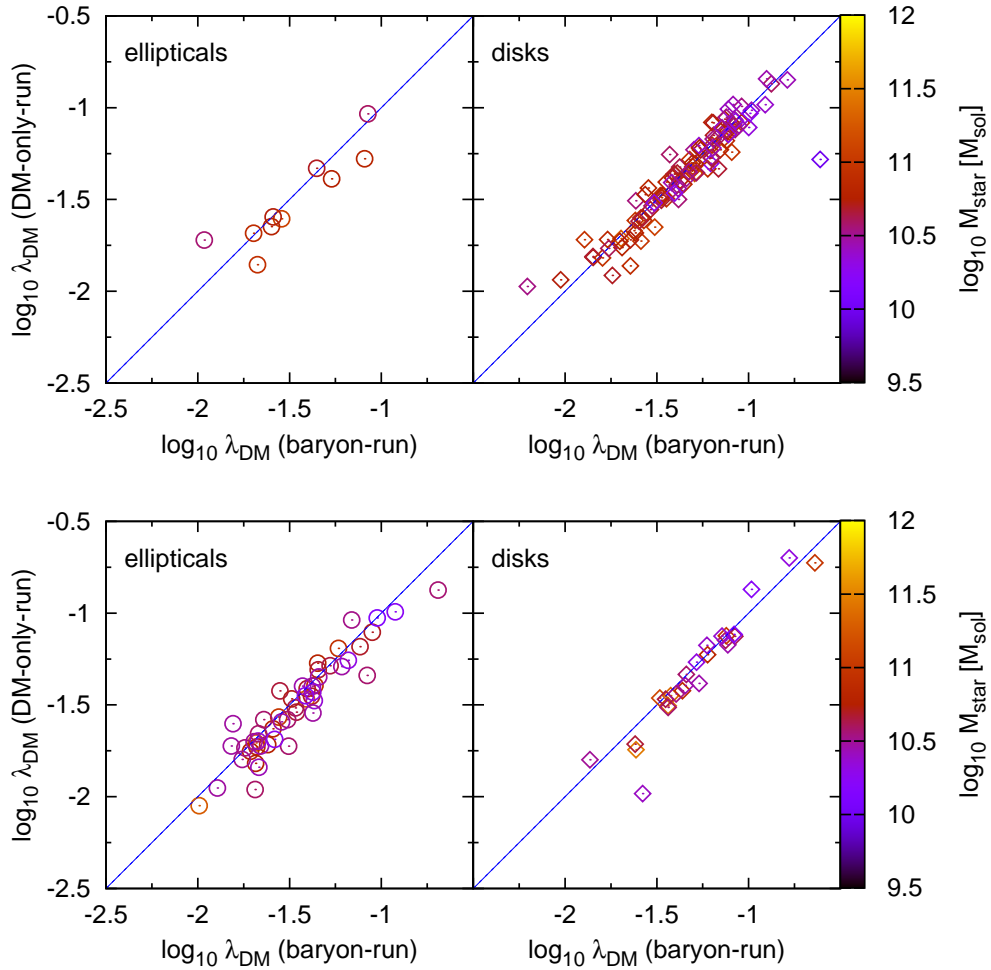 -0.5
-1
-1.5
-2
-2.5
log10 λDM (DM-only-run)
ellipticals
disks
12
11.5
11
10.5
10
9.5
log10 Mstar [Msol]
-2.5 -2 -1.5 -1 -2 -1.5 -1
log10 λDM (baryon-run) log10 λDM (baryon-run)
-0.5
-1
-1.5
-2
-2.5
log10 λDM (DM-only-run)
ellipticals
disks
12
11.5
11
10.5
10
9.5
log10 Mstar [Msol]
-2.5 -2 -1.5 -1 -2 -1.5 -1
log10 λDM (baryon-run) log10 λDM (baryon-run)